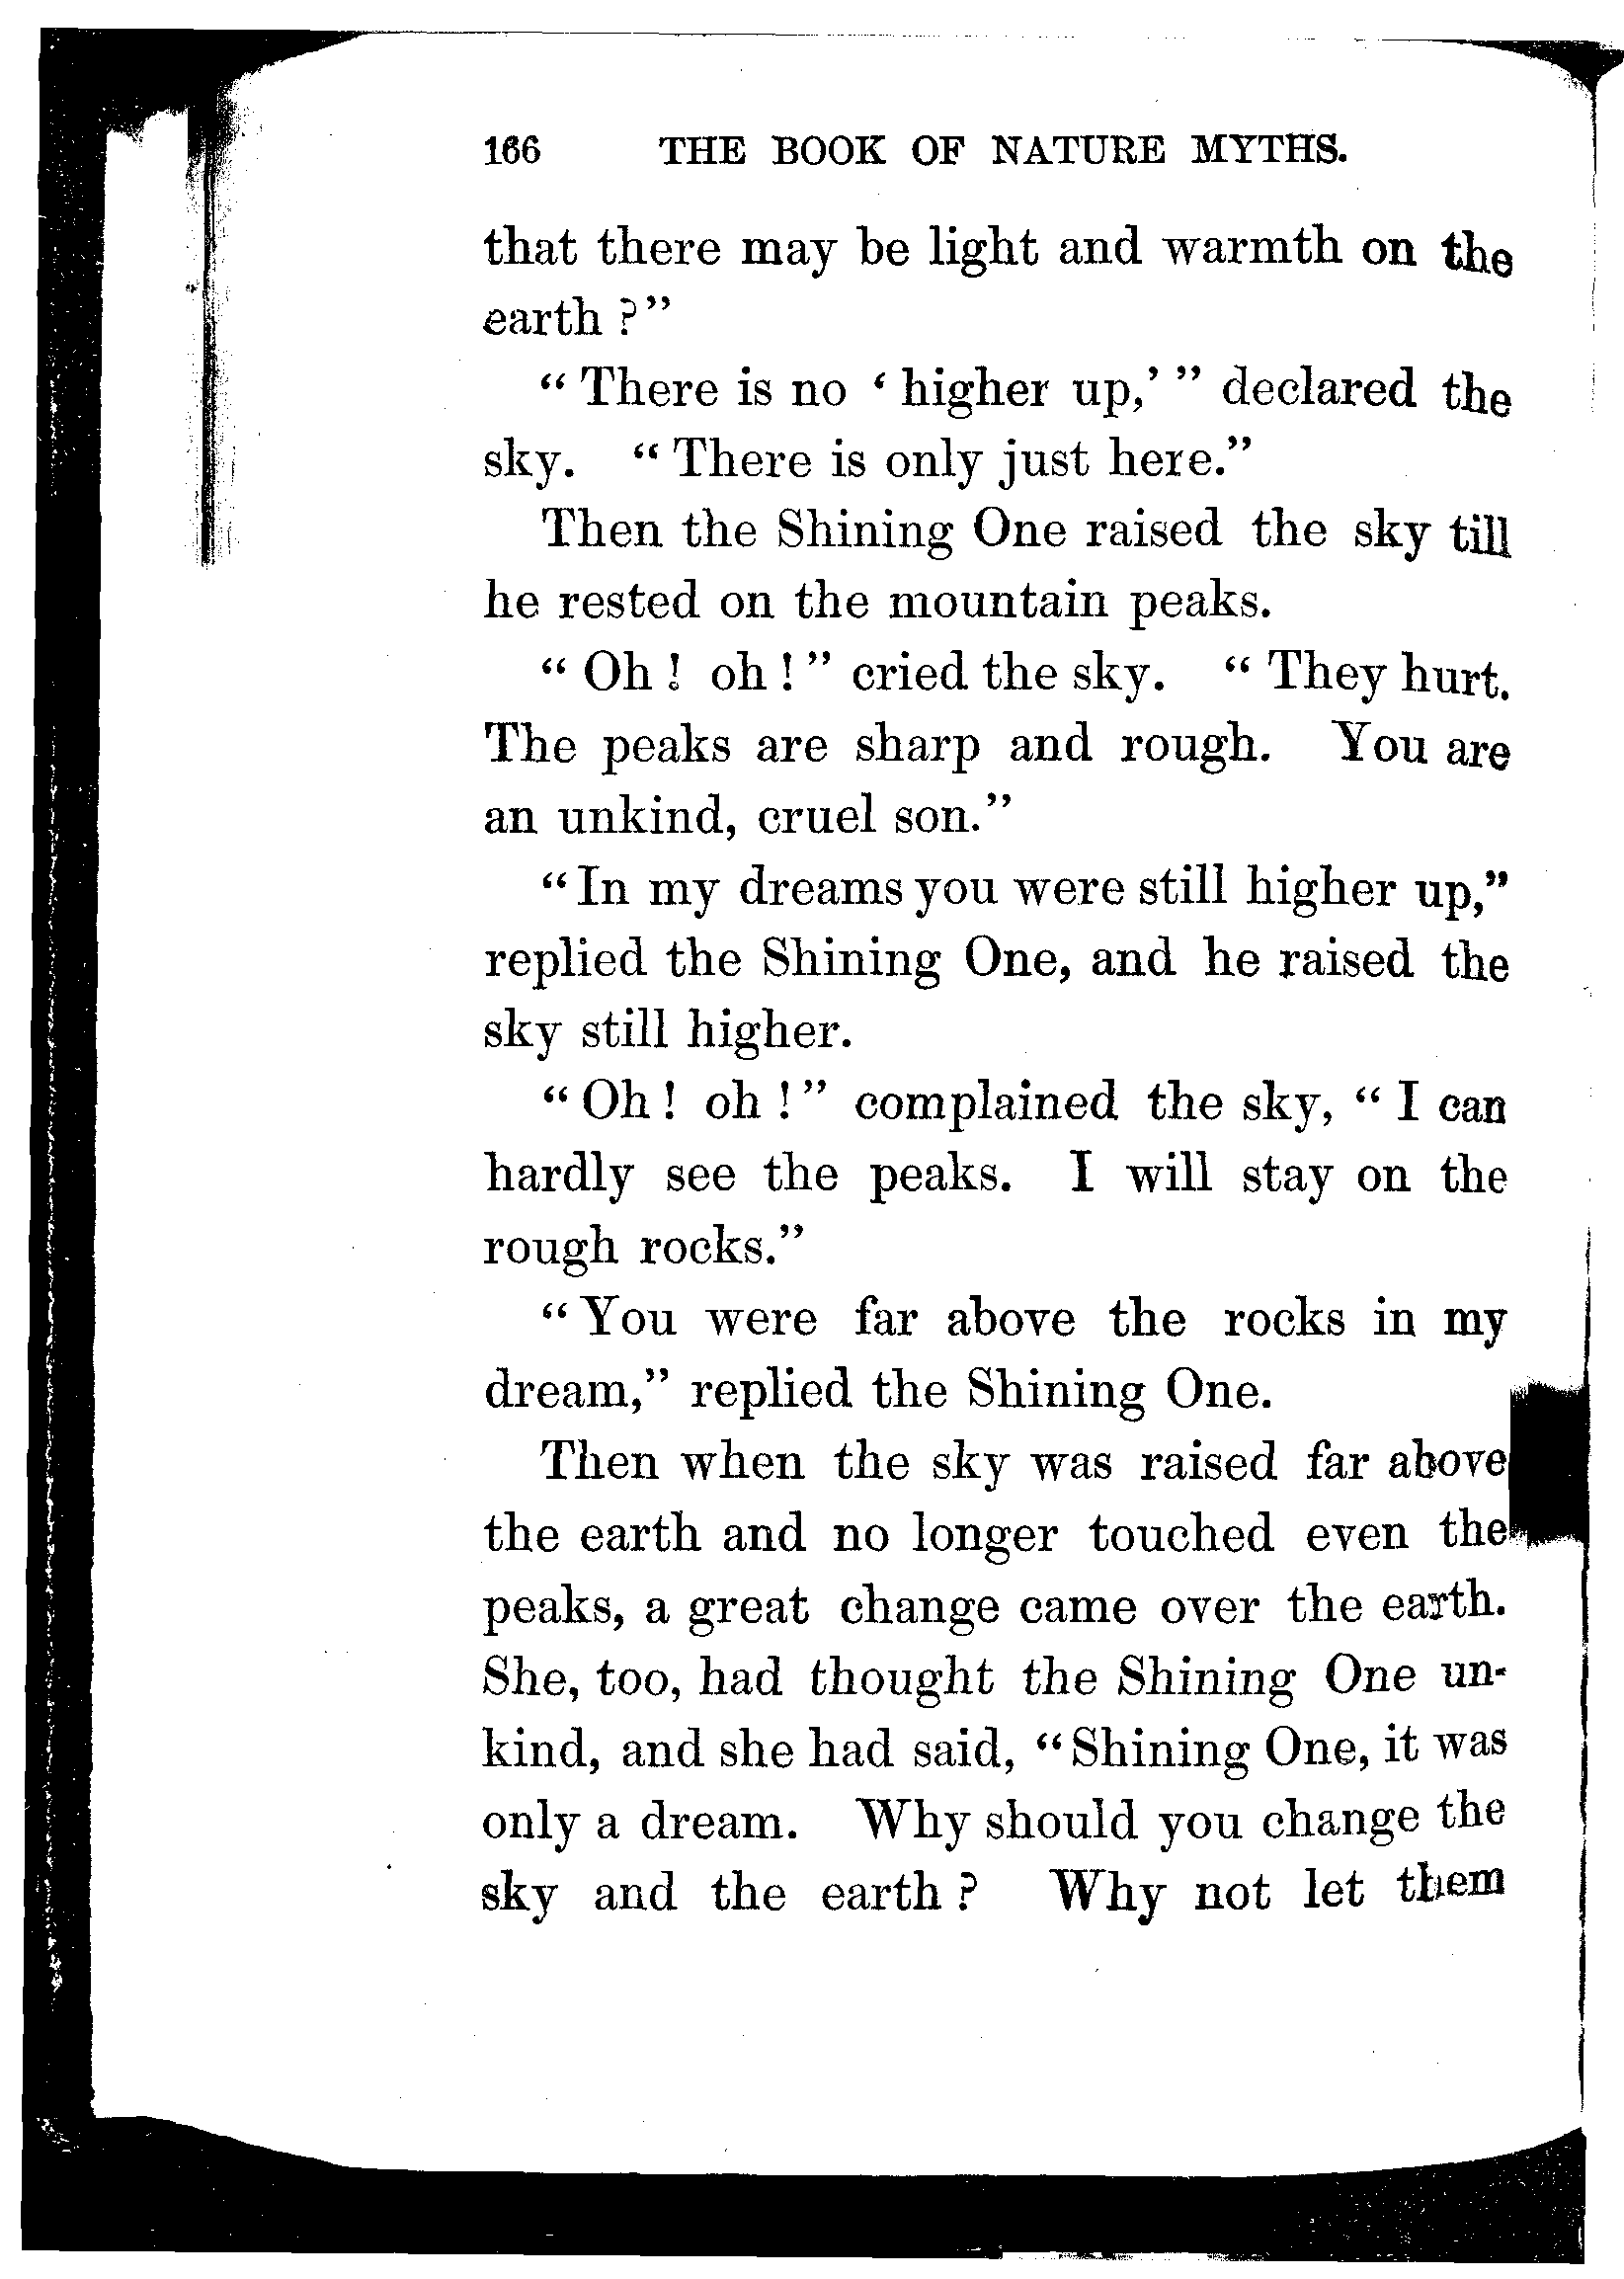 166 THE BOOK OF NATURE MYTHS.
that there may be light and warmth on the
earth ?"
" There is no ' higher up,' " declared the
sky. " There is only just here."
Then the Shining One raised the sky till
he rested on the mountain peaks.
" Oh ! oh ! " cried the sky. " They hurt.
The peaks are sharp and rough. You are
an unkind, cruel son."
" In my dreams you were still higher up,"
replied the Shining One, and he raised the
sky still higher.
" Oh ! oh ! " complained the sky, " I can
hardly see the peaks. I will stay on the
rough rocks."
" You were far above the rocks in my
dream," replied the Shining One.
Then when the sky was raised far above
the earth and no longer touched even the
peaks, a great change came over the earth.
She, too, had thought the Shining One un-
kind, and she had said, " Shining One, it was
only a dream. Why should you change the
sky and the earth ? Why not let them